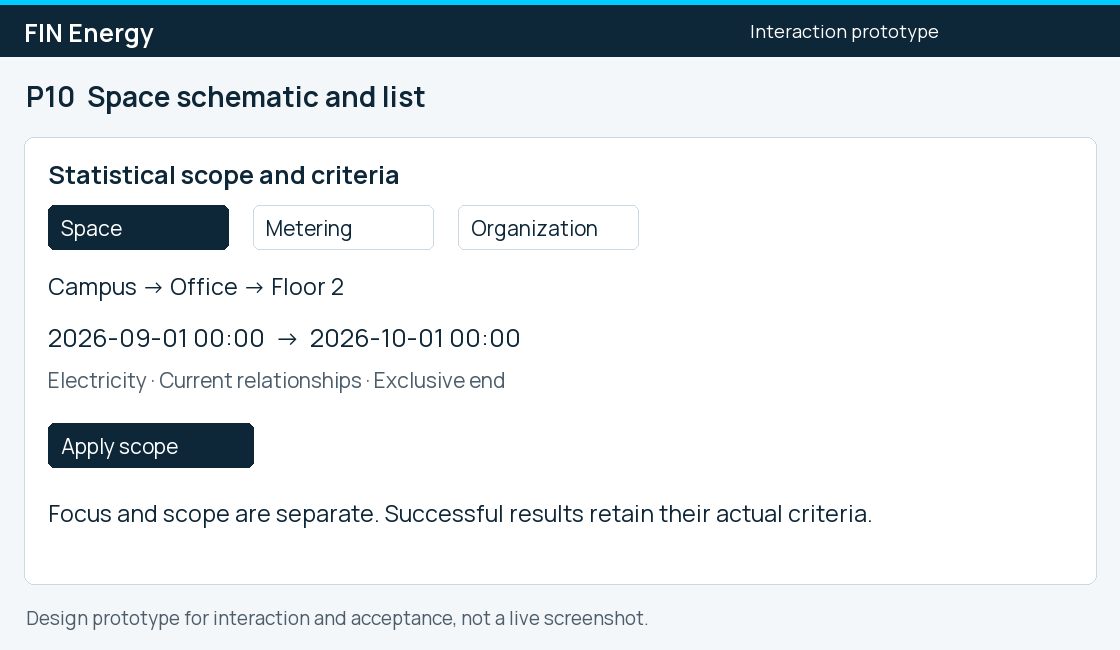 FIN Energy
Interaction prototype
P10 Space schematic and list
Statistical scope and criteria
Space
Metering
Organization
Campus → Office → Floor 2
2026-09-01 00:00 → 2026-10-01 00:00
Electricity · Current relationships · Exclusive end
Apply scope
Focus and scope are separate. Successful results retain their actual criteria.
Design prototype for interaction and acceptance, not a live screenshot.